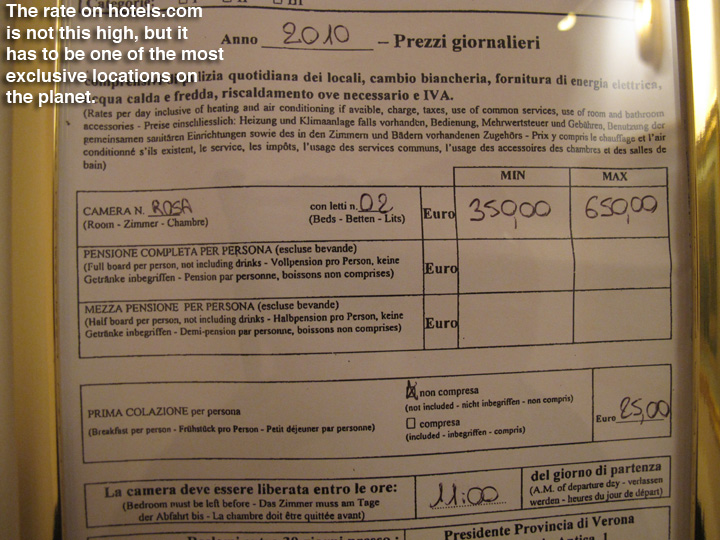 The rate on hotels.com
is not this high, but it
has to be one of the most
exclusive locations on
the planet.
Anno 2010 – Prezzi giornalieri
pulizia quotidiana dei locali, cambio biancheria, fornitura di energia elettrica,
acqua calda e fredda, riscaldamento ove necessario e IVA.
(Rates per day inclusive of heating and air conditioning if avaible, charge, taxes, use of common services, use of room and bathroom
accessories - Preise einschliesslich: Heizung und Klimaanlage falls vorhanden, Bedienung, Mehrwertsteuer und Gebühren, Benutzung der
gemeinsamen sanitären Einrichtungen sowie des in den Zimmern und Bädern vorhandenen Zugehörs - Prix y compris le chauffage et l'air
conditionné s'ils existent, le service, les impôts, l'usage des services communs, l'usage des accessoires des chambres et des salles de
bain)
MIN MAX
CAMERA N. ROSA con letti n. 02 Euro 350,00 650,00
(Room - Zimmer - Chambre) (Beds - Betten - Lits)
PENSIONE COMPLETA PER PERSONA (escluse bevande)
(Full board per person, not including drinks - Vollpension pro Person, keine Euro
Getränke inbegriffen - Pension par personne, boissons non comprises)
MEZZA PENSIONE PER PERSONA (escluse bevande)
(Half board per person, not including drinks - Halbpension pro Person, keine Euro
Getränke inbegriffen - Demi-pension par personne, boissons non comprises)
PRIMA COLAZIONE per persona
(Breakfast per person - Frühstück pro Person - Petit déjeuner par personne)
non compresa
(not included - nicht inbegriffen - non compris)
compresa
(included - inbegriffen - compris)
Euro 25,00
La camera deve essere liberata entro le ore:
(Bedroom must be left before - Das Zimmer muss am Tage
der Abfahrt bis - La chambre doit être quittée avant)
11:00
del giorno di partenza
(A.M. of departure dey - verlassen
werden - heures du jour de départ)
Presidente Provincia di Verona